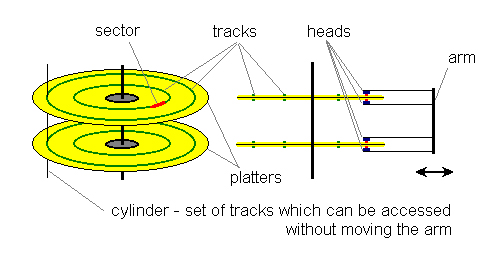 sector
tracks
heads
arm
platters
cylinder - set of tracks which can be accessed
without moving the arm